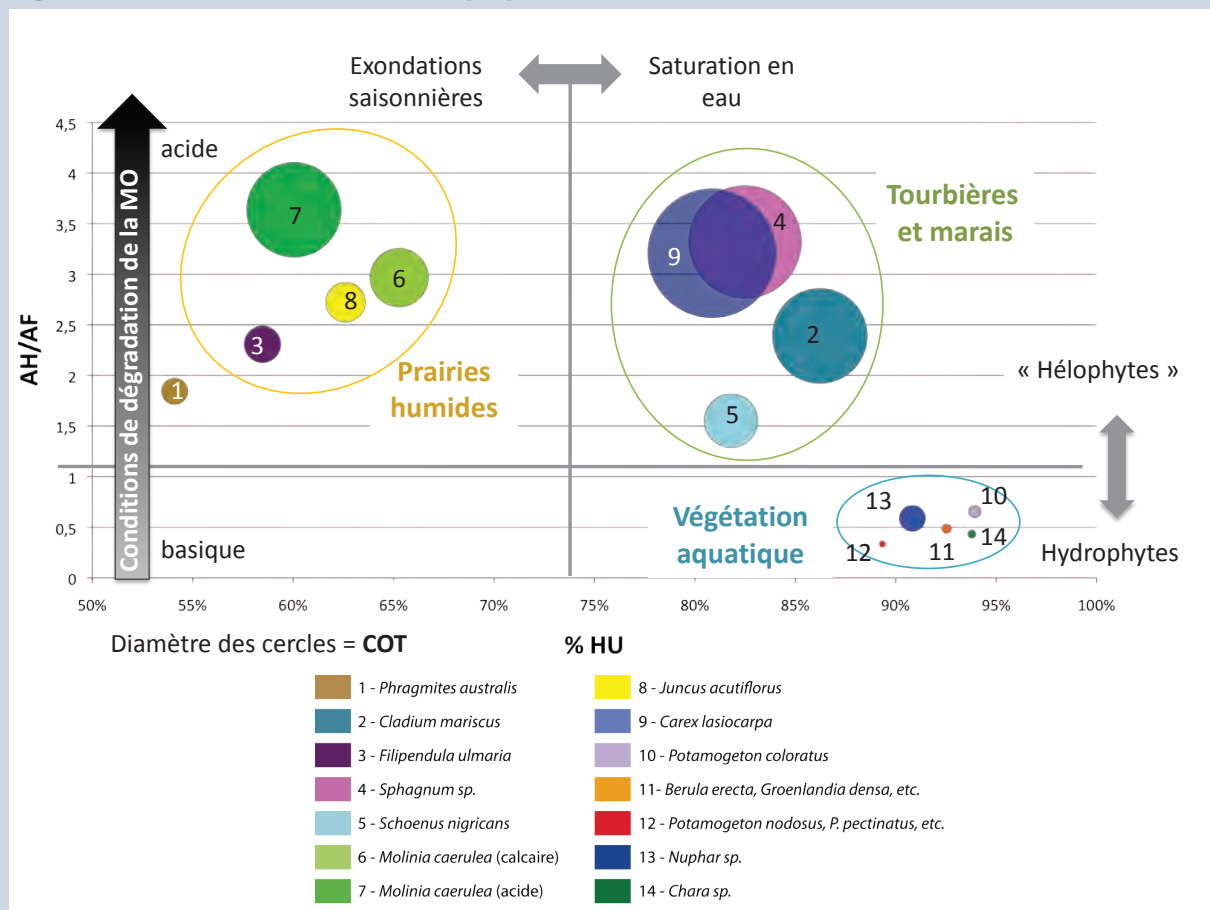 Exondations
saisonnières
Saturation en
eau
4,5
4
3,5
3
2,5
2
1,5
1
0,5
0
AH/AF
Conditions de dégradation de la MO
acide
basique
7
6
8
3
1
Prairies
humides
9
4
2
5
Tourbières
et marais
« Hélophytes »
Hydrophytes
Végétation
aquatique
13
10
12
11
14
50%
55%
60%
65%
70%
75%
80%
85%
90%
95%
100%
Diamètre des cercles = COT
% HU
1 - Phragmites australis
2 - Cladium mariscus
3 - Filipendula ulmaria
4 - Sphagnum sp.
5 - Schoenus nigricans
6 - Molinia caerulea (calcaire)
7 - Molinia caerulea (acide)
8 - Juncus acutiflorus
9 - Carex lasiocarpa
10 - Potamogeton coloratus
11- Berula erecta, Groenlandia densa, etc.
12 - Potamogeton nodosus, P. pectinatus, etc.
13 - Nuphar sp.
14 - Chara sp.